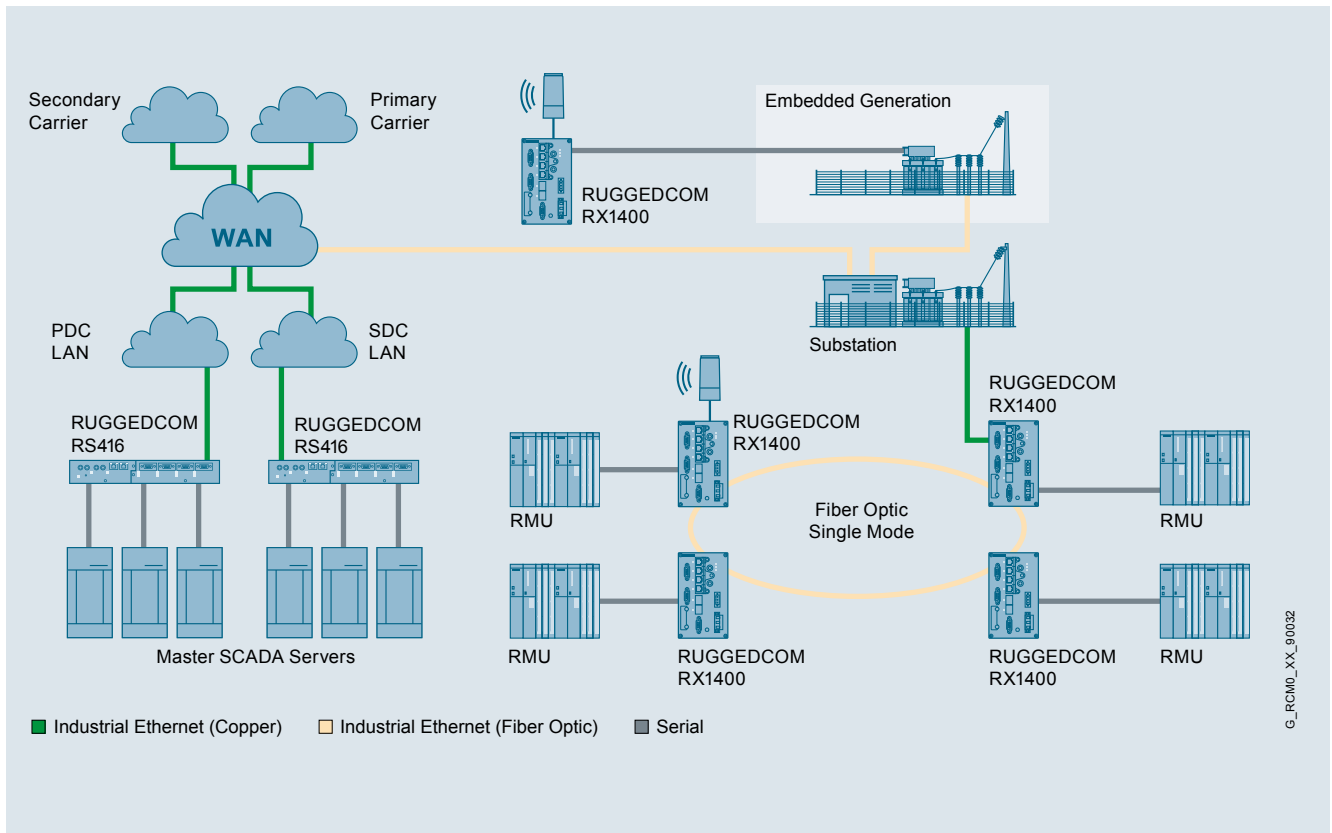 Secondary
Carrier
Primary
Carrier
Embedded Generation
RUGGEDCOM
RX1400
WAN
PDC
LAN
SDC
LAN
Substation
RUGGEDCOM
RX1400
RUGGEDCOM
RS416
RUGGEDCOM
RS416
RUGGEDCOM
RX1400
Fiber Optic
Single Mode
RMU
RMU
Master SCADA Servers
RMU
RUGGEDCOM
RX1400
RUGGEDCOM
RX1400
RMU
Industrial Ethernet (Copper)
Industrial Ethernet (Fiber Optic)
Serial
G_RCM0_XX_90032